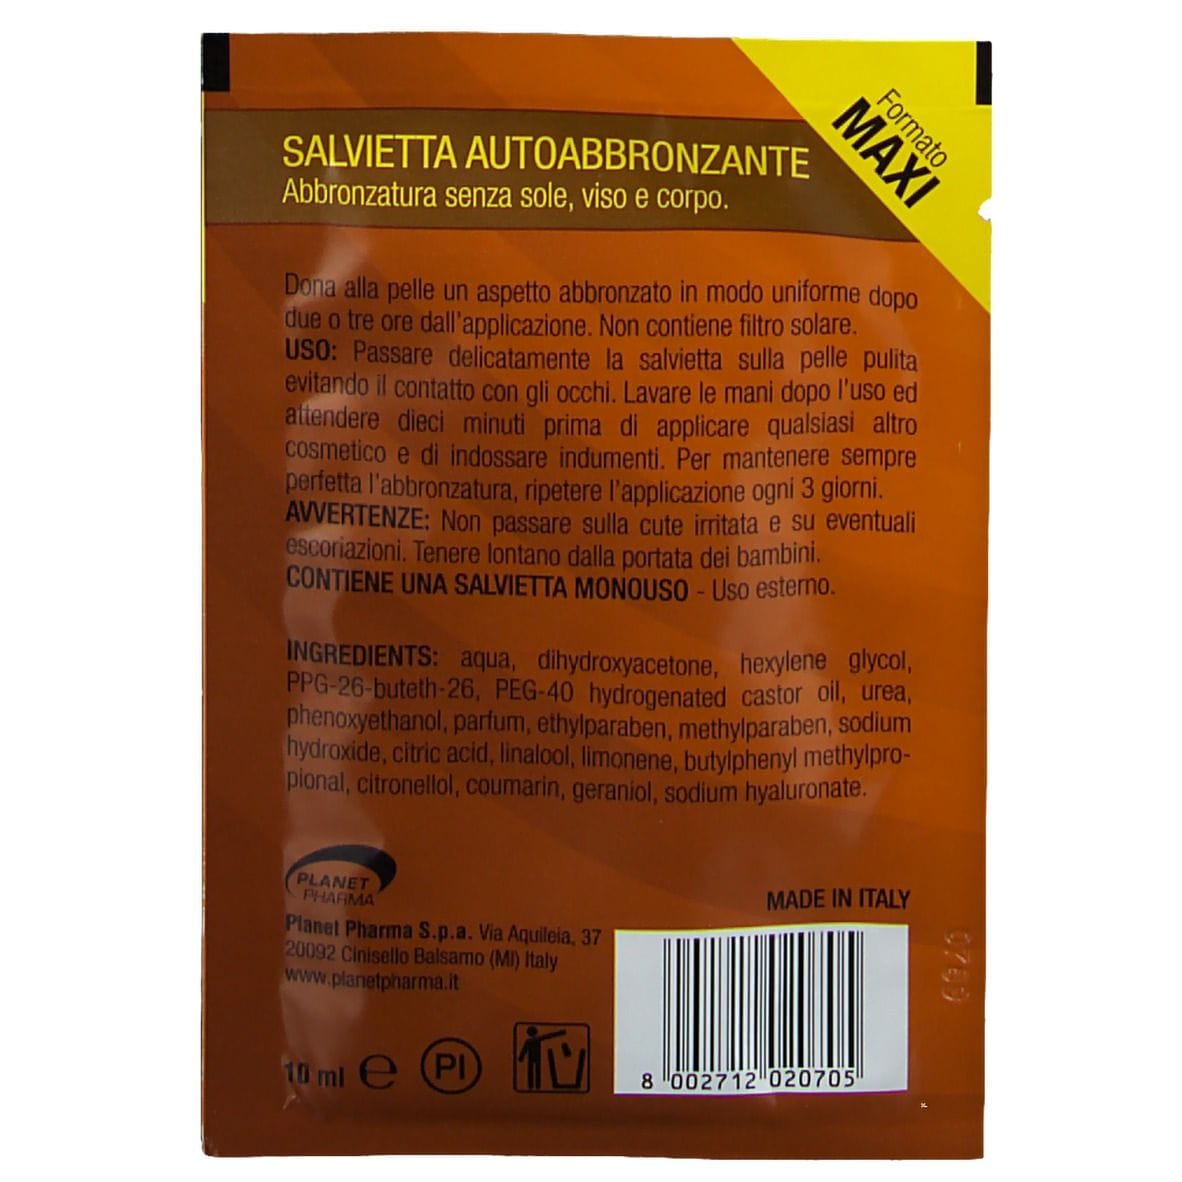 Formato
MAXI
SALVIETTA AUTOABBRONZANTE
Abbronzatura senza sole, viso e corpo.
Dona alla pelle un aspetto abbronzato in modo uniforme dopo
due o tre ore dall'applicazione. Non contiene filtro solare.
USO: Passare delicatamente la salvietta sulla pelle pulita
evitando il contatto con gli occhi. Lavare le mani dopo l'uso ed
attendere dieci minuti prima di applicare qualsiasi altro
cosmetico e di indossare indumenti. Per mantenere sempre
perfetta l'abbronzatura, ripetere l'applicazione ogni 3 giorni.
AVVERTENZE: Non passare sulla cute irritata e su eventuali
escoriazioni. Tenere lontano dalla portata dei bambini.
CONTIENE UNA SALVIETTA MONOUSO - Uso esterno.
INGREDIENTS: aqua, dihydroxyacetone, hexylene glycol,
PPG-26-buteth-26, PEG-40 hydrogenated castor oil, urea,
phenoxyethanol, parfum, ethylparaben, methylparaben, sodium
hydroxide, citric acid, linalool, limonene, butylphenyl methylpro-
pional, citronellol, coumarin, geraniol, sodium hyaluronate.
PLANET
PHARMA
MADE IN ITALY
Planet Pharma S.p.a. Via Aquileia, 37
20092 Cinisello Balsamo (MI) Italy
www.planetpharma.it
10 ml e PI
8 002712 020705